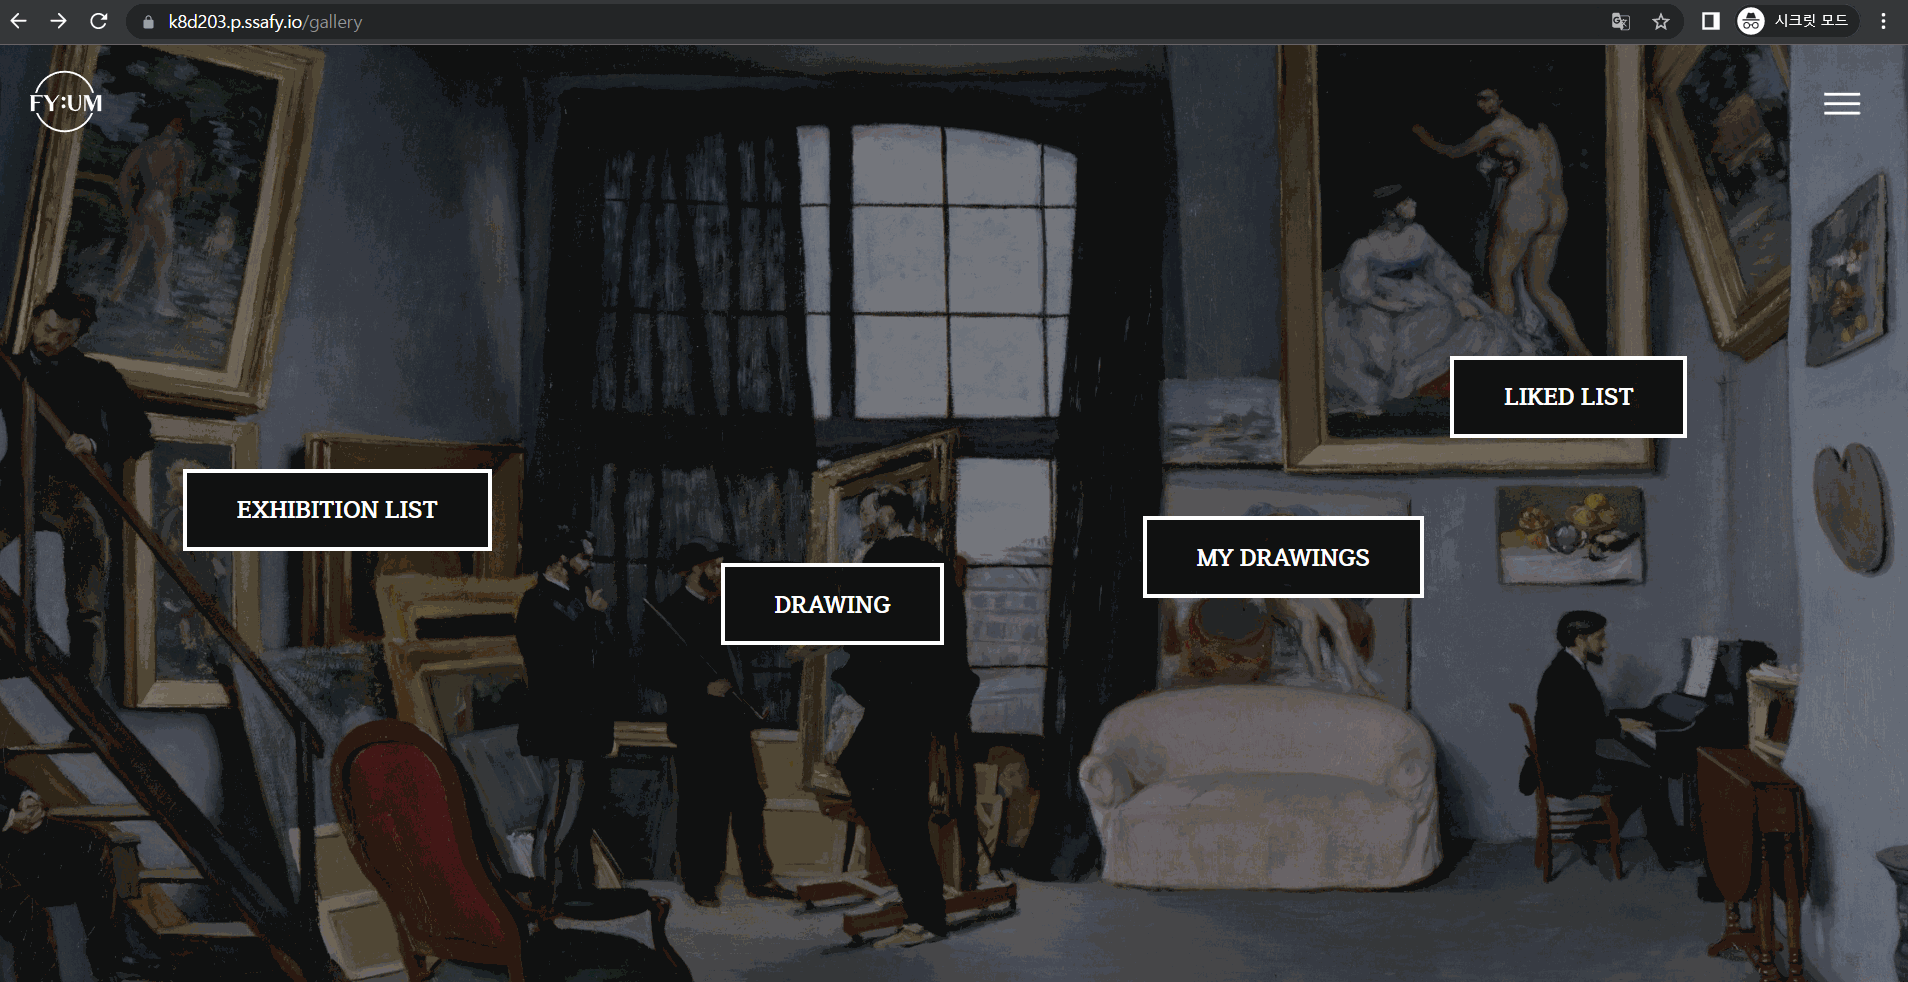 k8d203.p.ssafy.io/gallery
시크릿 모드
FY:UM
LIKED LIST
EXHIBITION LIST
MY DRAWINGS
DRAWING